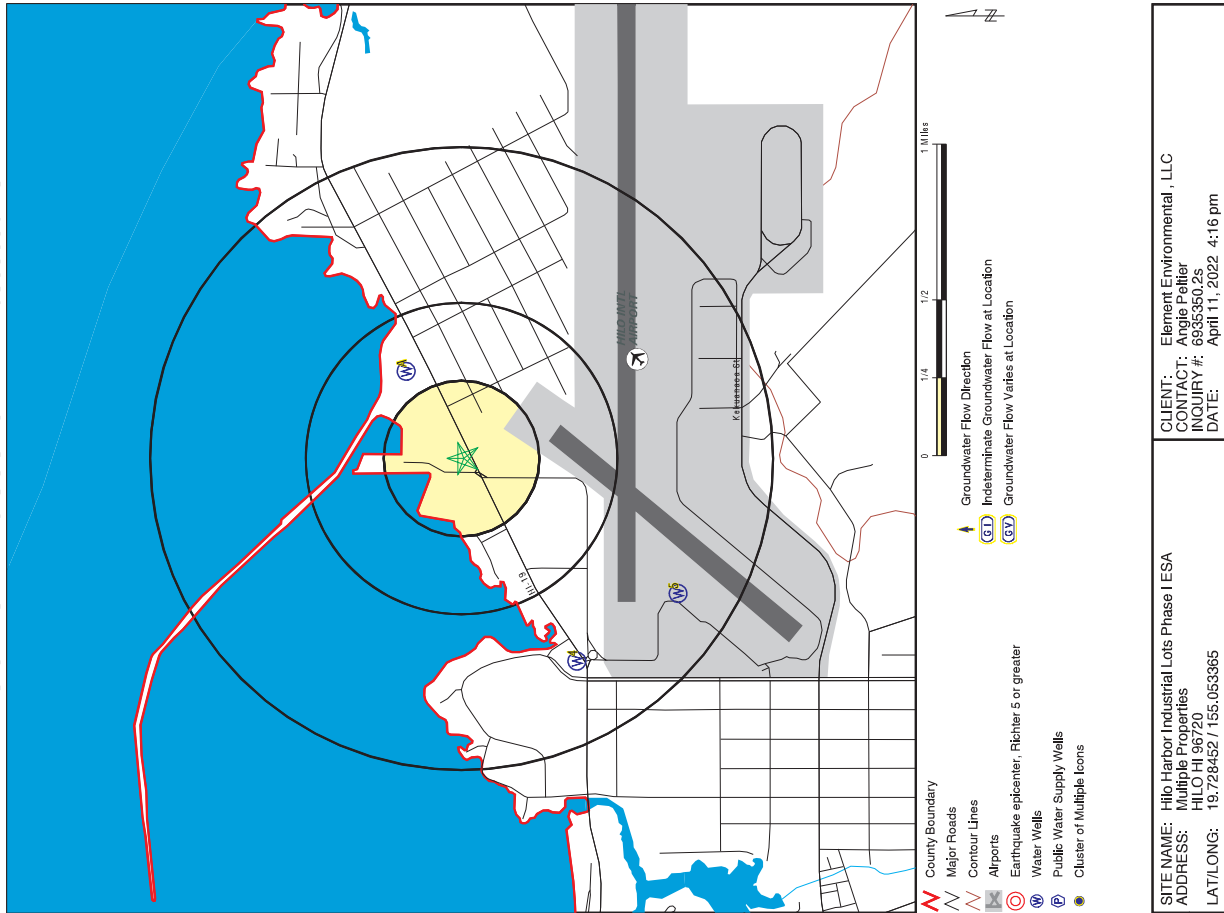 HILO INTL
AIRPORT
HI-19
Kekuanaoa St
W
W
W
County Boundary
Major Roads
Contour Lines
Airports
Earthquake epicenter, Richter 5 or greater
W Water Wells
P Public Water Supply Wells
Cluster of Multiple Icons
0 1/4 1/2 1 Miles
Groundwater Flow Direction
G I Indeterminate Groundwater Flow at Location
G V Groundwater Flow Varies at Location
N
SITE NAME: Hilo Harbor Industrial Lots Phase I ESA
ADDRESS: Multiple Properties
HILO HI 96720
LAT/LONG: 19.728452 / 155.053365
CLIENT: Element Environmental , LLC
CONTACT: Angie Peltier
INQUIRY #: 6935350.2s
DATE: April 11, 2022 4:16 pm